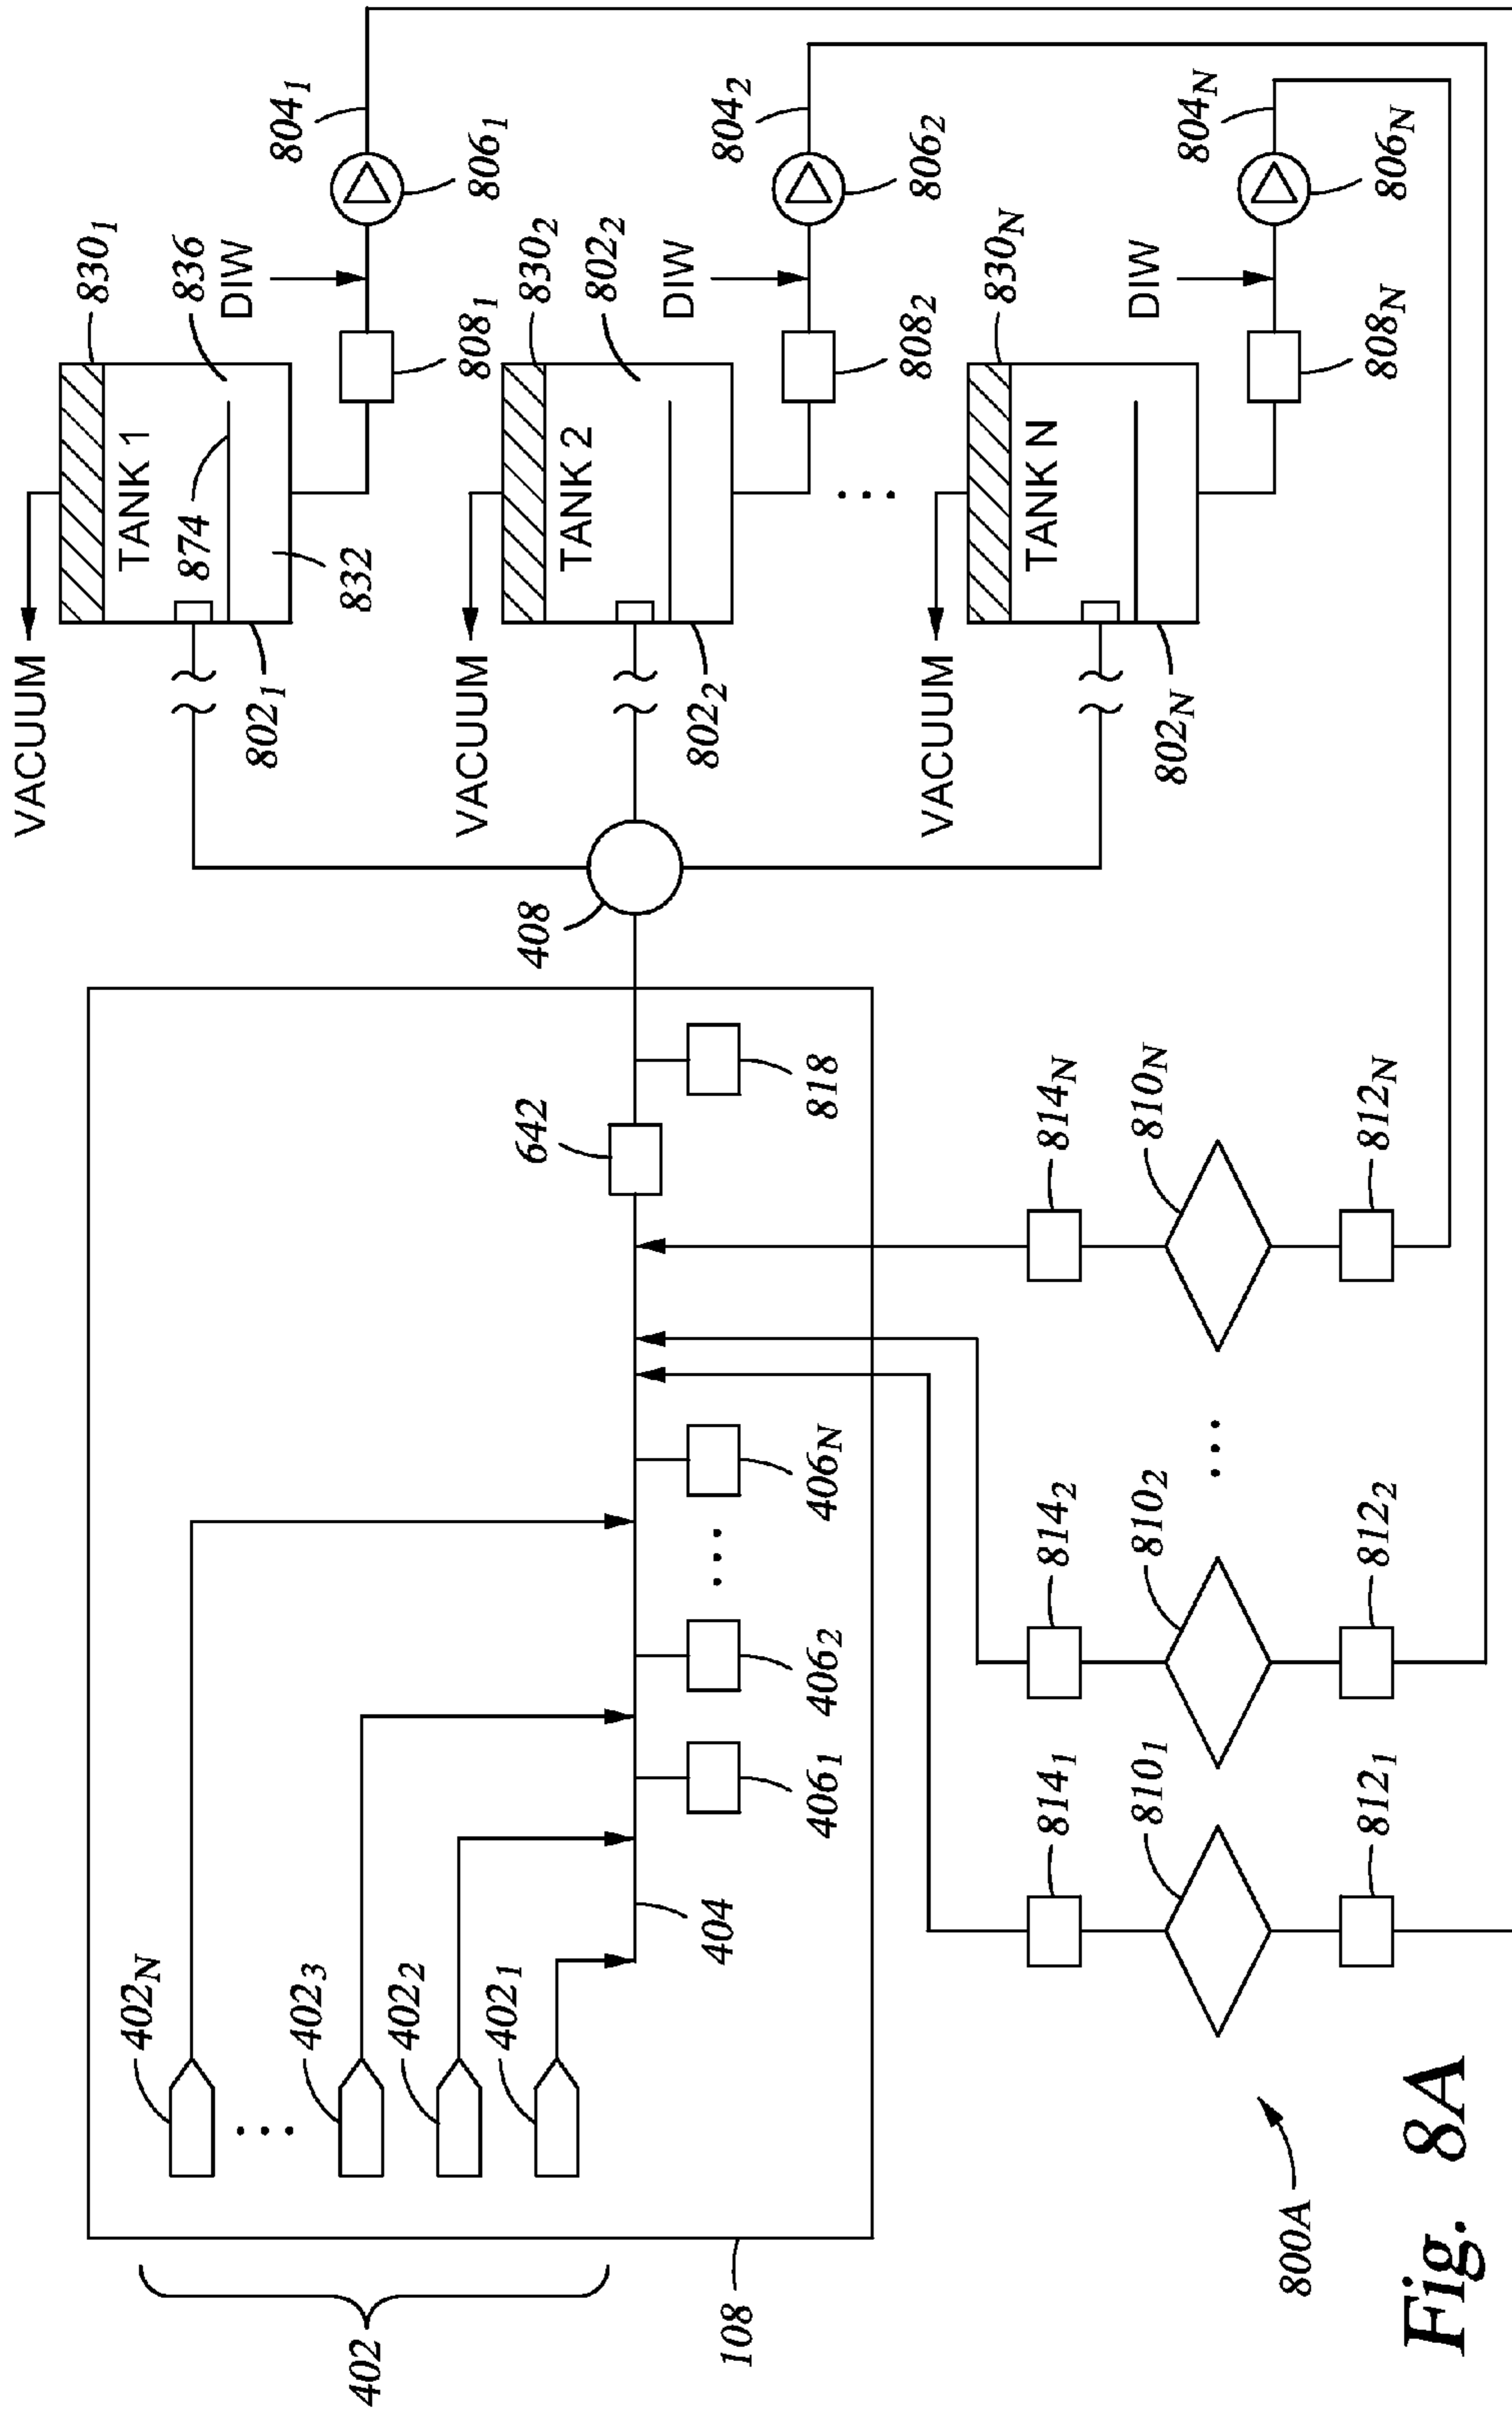 402
402N
4023
4022
4021
108
404
4061
4062
406N
642
818
408
VACUUM
8301
TANK 1
874
836
832
8021
DIW
8081
8041
8061
VACUUM
8302
TANK 2
8022
8022
DIW
8082
8042
8062
VACUUM
830N
TANK N
802N
DIW
808N
804N
806N
8141
8101
8121
8142
8102
8122
814N
810N
812N
800A
Fig. 8A